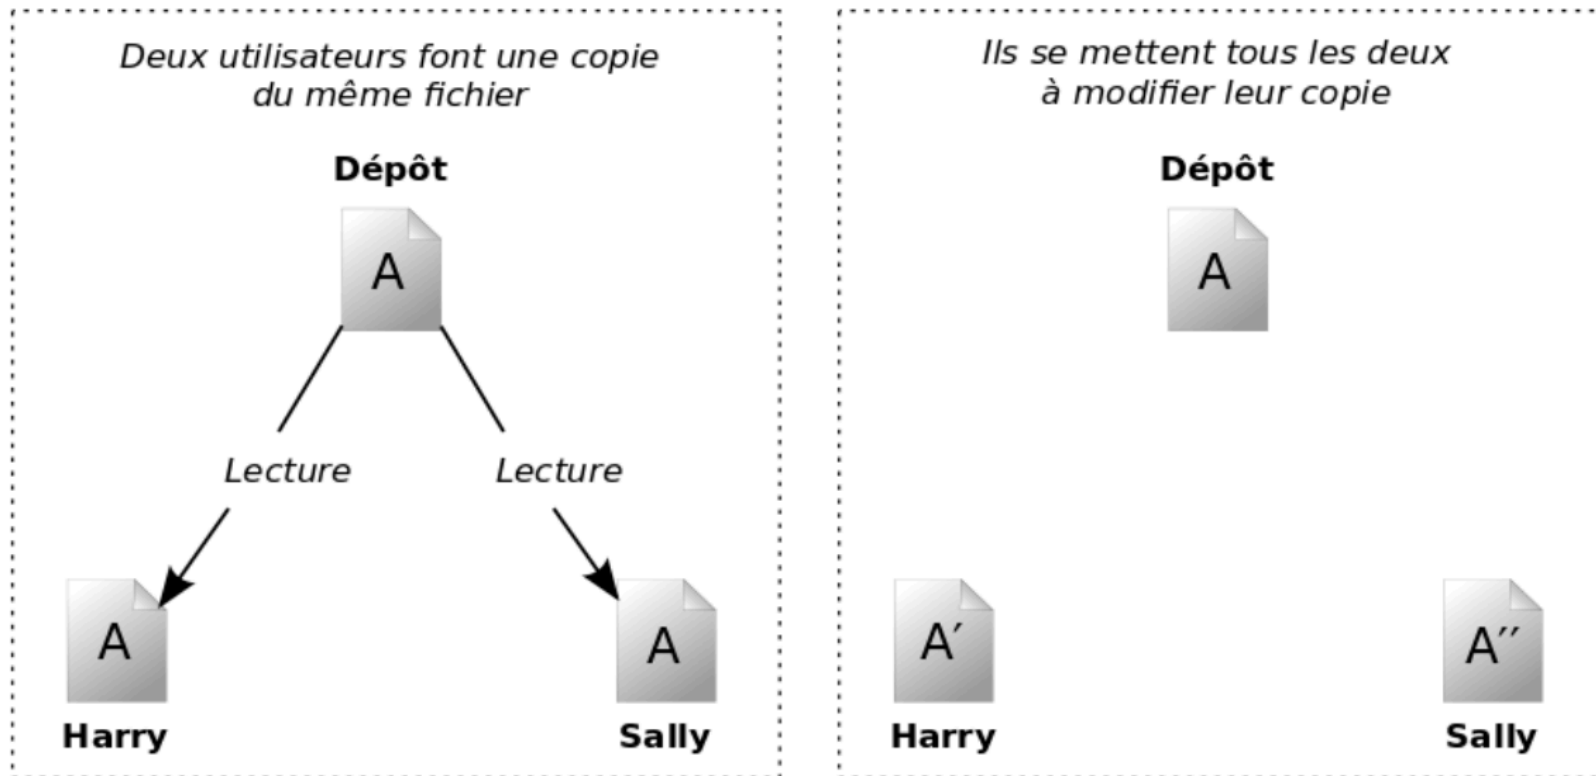 Deux utilisateurs font une copie
du même fichier
Dépôt
A
Lecture Lecture
A A
Harry Sally
Ils se mettent tous les deux
à modifier leur copie
Dépôt
A
A′ A′′
Harry Sally